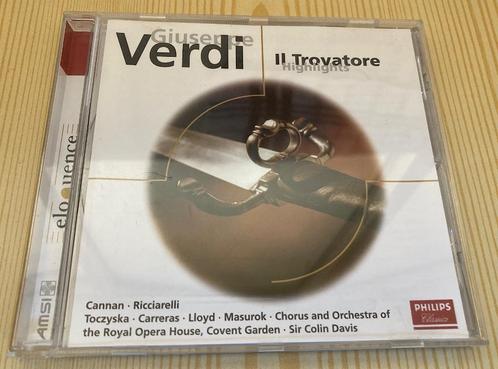 Giuseppe
Verdi
Il Trovatore
Highlights
eloquence
AMSI
Cannan · Ricciarelli
Toczyska · Carreras · Lloyd · Masurok · Chorus and Orchestra of
the Royal Opera House, Covent Garden · Sir Colin Davis
PHILIPS
Classics